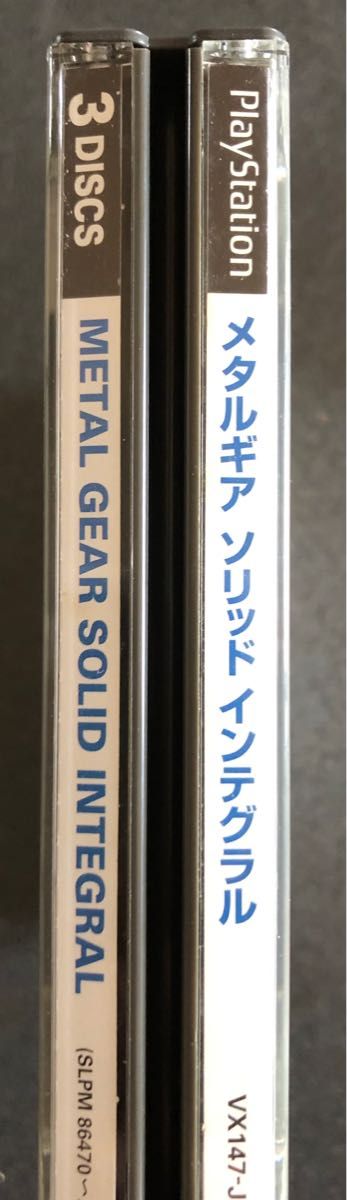 3 DISCS
METAL GEAR SOLID INTEGRAL
(SLPM 86470〜
PlayStation
メタルギア ソリッド インテグラル
VX147-J